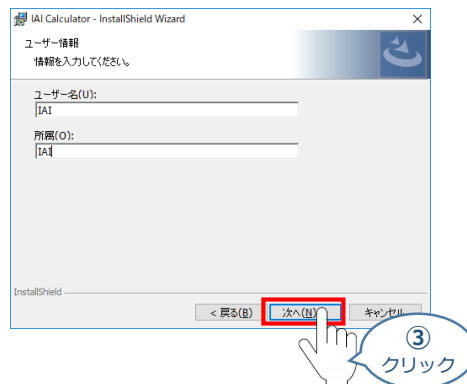 IAI Calculator - InstallShield Wizard
ユーザー情報
情報を入力してください。
ユーザー名(U):
IAI
所属(O):
IAI
InstallShield
< 戻る(B)
次へ(N)
キャンセル
③
クリック